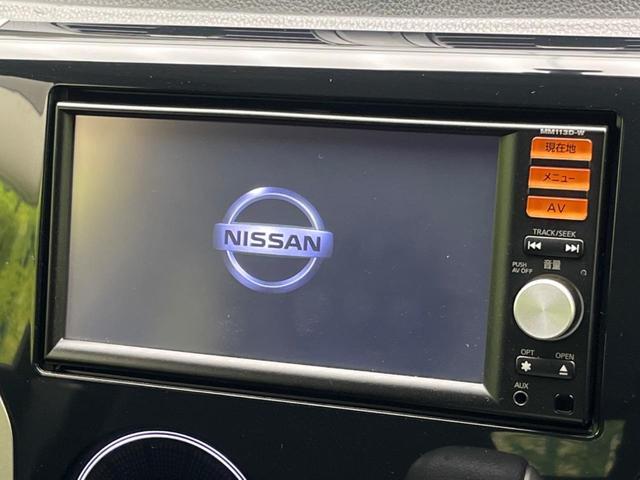 MM113D-W
現在地
メニュー
AV
NISSAN
TRACK/SEEK
音量
PUSH
AV OFF
OPT
OPEN
AUX